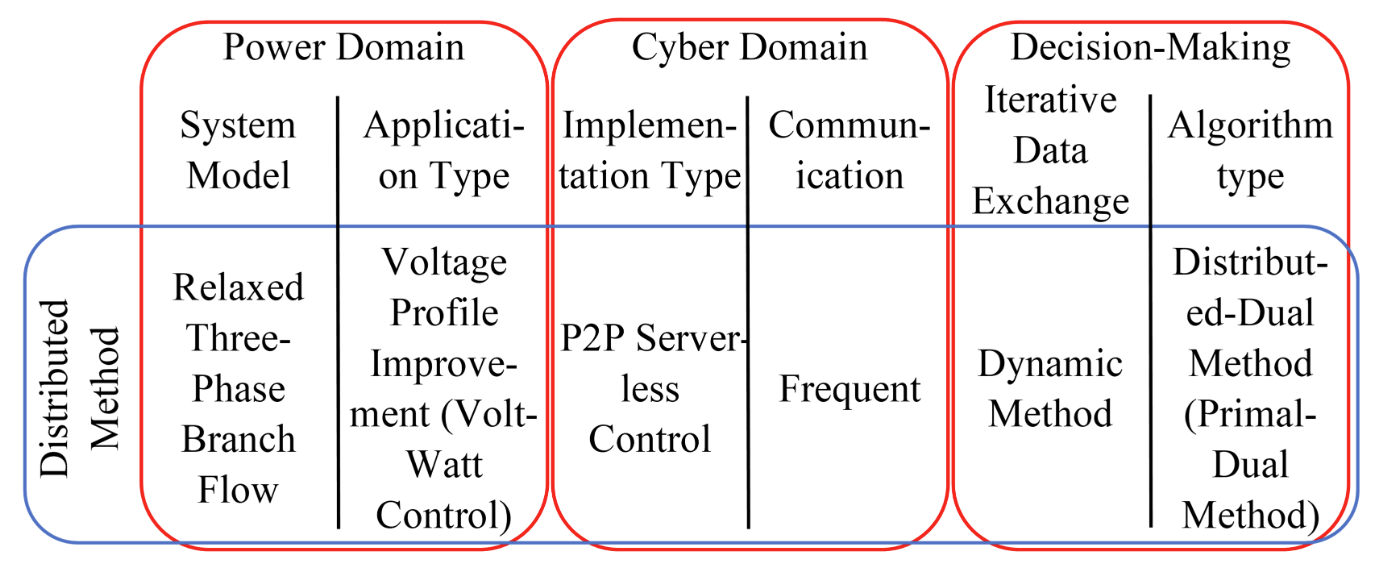 Power Domain
Cyber Domain
Decision-Making
System
Model
Applicati-
on Type
Implemen-
tation Type
Commun-
ication
Iterative
Data
Exchange
Algorithm
type
Distributed
Method
Relaxed
Three-
Phase
Branch
Flow
Voltage
Profile
Improve-
ment (Volt-
Watt
Control)
P2P Server-
less
Control
Frequent
Dynamic
Method
Distribut-
ed-Dual
Method
(Primal-
Dual
Method)